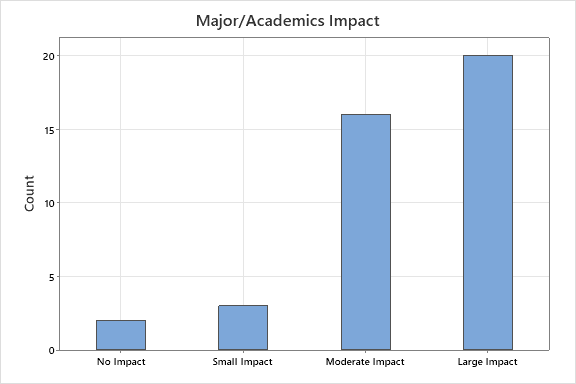 Major/Academics Impact
Count
20
15
10
5
0
No Impact
Small Impact
Moderate Impact
Large Impact